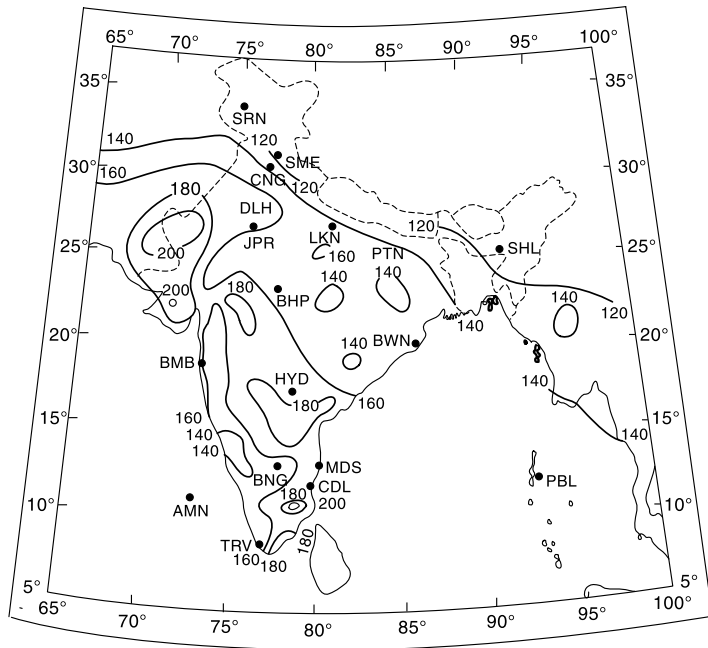 65° 70° 75° 80° 85° 90° 95° 100°
35° 35°
SRN
140 120
160 SME
30° CNG 120 30°
180 DLH
JPR LKN 160 PTN 120 SHL
25° 200 25°
200 180 BHP 140 140 140 120
20° 140 BWN 140 20°
BMB HYD 140
180 160
15° 160 140 15°
140
140 MDS
BNG 180 CDL PBL
10° AMN 200 10°
TRV 180
160 180
5° 5°
65° 70° 75° 80° 85° 90° 95° 100°